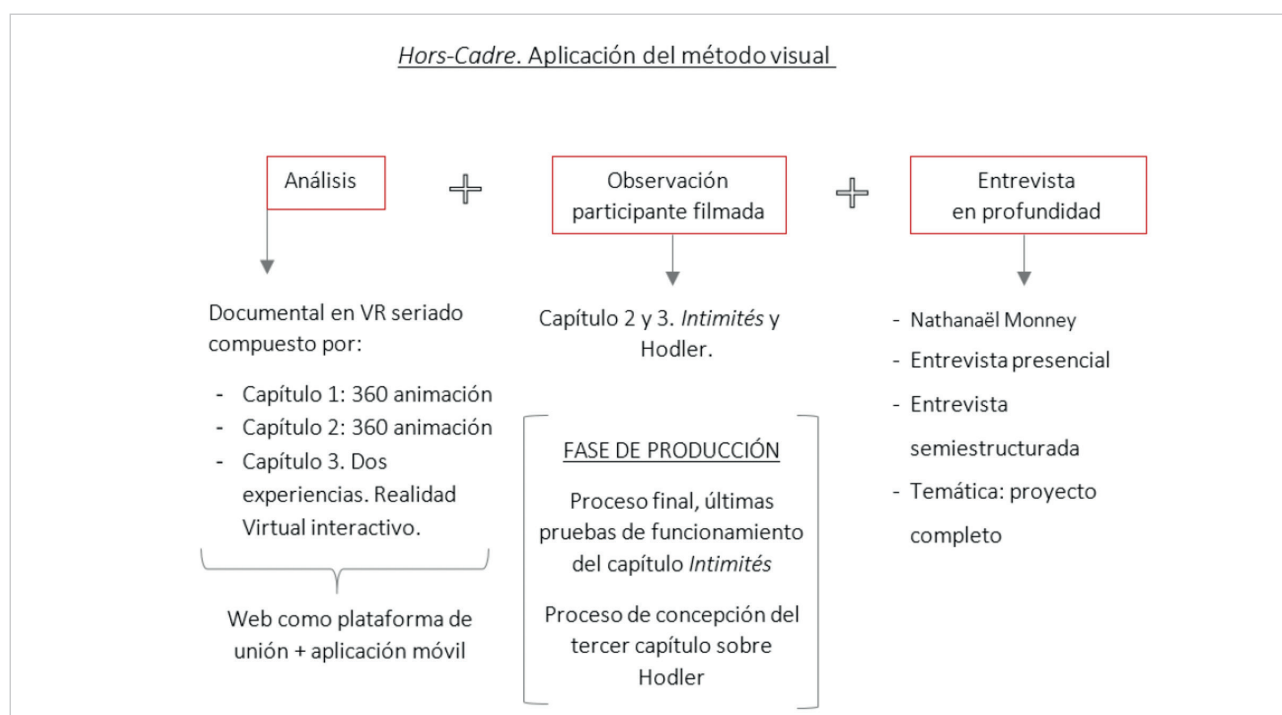 Hors-Cadre. Aplicación del método visual
Análisis
Observación
participante filmada
Entrevista
en profundidad
Documental en VR seriado
compuesto por:
- Capítulo 1: 360 animación
- Capítulo 2: 360 animación
- Capítulo 3. Dos
experiencias. Realidad
Virtual interactivo.
Web como plataforma de
unión + aplicación móvil
Capítulo 2 y 3. Intimités y
Hodler.
FASE DE PRODUCCIÓN
Proceso final, últimas
pruebas de funcionamiento
del capítulo Intimités
Proceso de concepción del
tercer capítulo sobre
Hodler
- Nathanaël Monney
- Entrevista presencial
- Entrevista
semiestructurada
- Temática: proyecto
completo